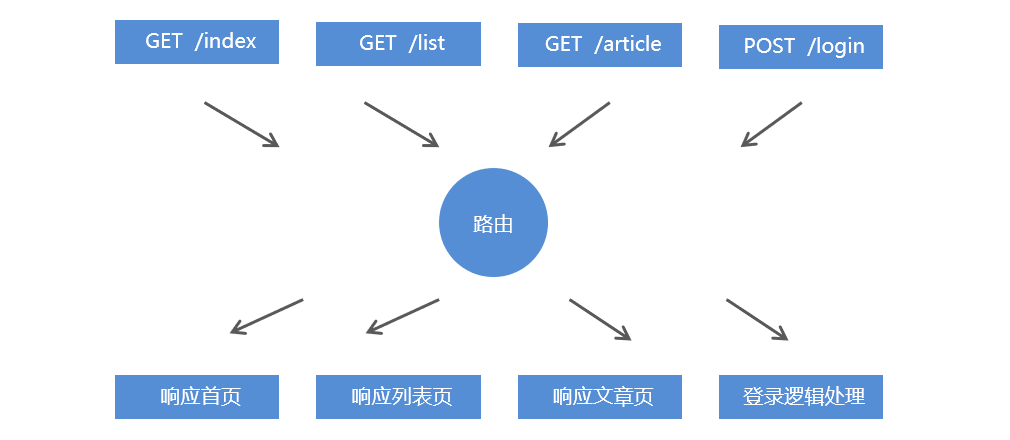 GET /index
GET /list
GET /article
POST /login
路由
响应首页
响应列表页
响应文章页
登录逻辑处理